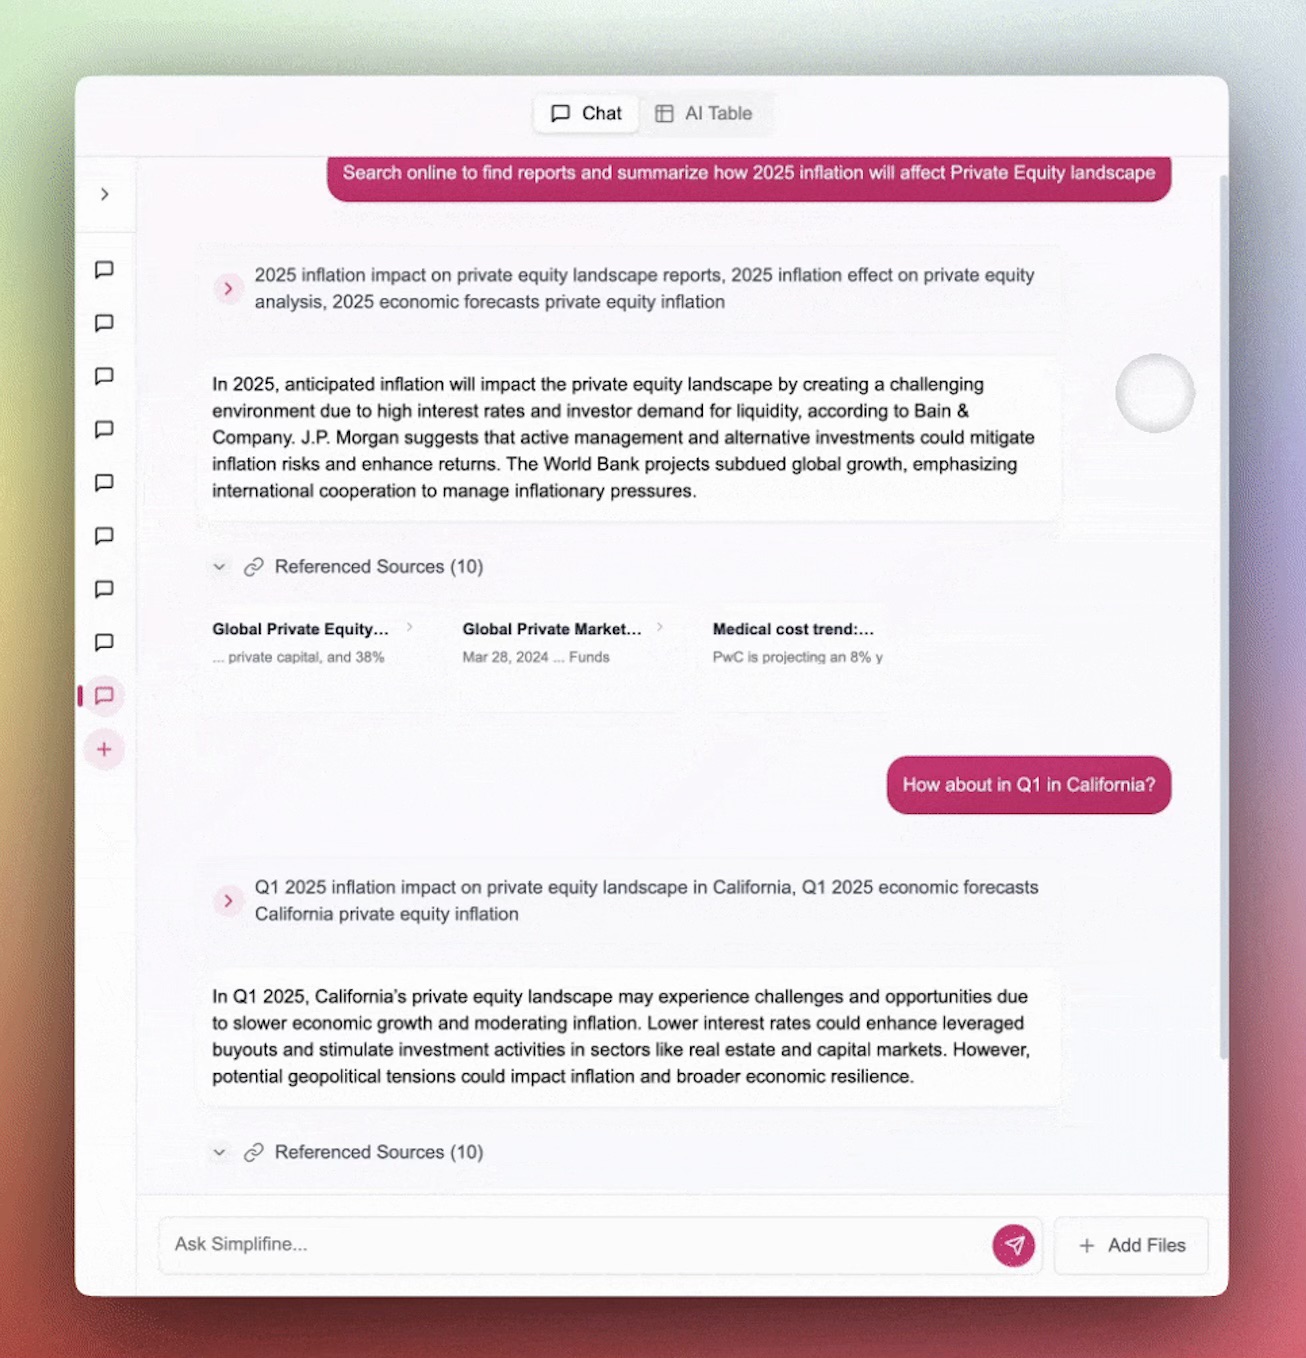 Chat
AI Table
Search online to find reports and summarize how 2025 inflation will affect Private Equity landscape
2025 inflation impact on private equity landscape reports, 2025 inflation effect on private equity
analysis, 2025 economic forecasts private equity inflation
In 2025, anticipated inflation will impact the private equity landscape by creating a challenging
environment due to high interest rates and investor demand for liquidity, according to Bain &
Company. J.P. Morgan suggests that active management and alternative investments could mitigate
inflation risks and enhance returns. The World Bank projects subdued global growth, emphasizing
international cooperation to manage inflationary pressures.
Referenced Sources (10)
Global Private Equity...
... private capital, and 38%
Global Private Market...
Mar 28, 2024 ... Funds
Medical cost trend:...
PwC is projecting an 8% y
How about in Q1 in California?
Q1 2025 inflation impact on private equity landscape in California, Q1 2025 economic forecasts
California private equity inflation
In Q1 2025, California's private equity landscape may experience challenges and opportunities due
to slower economic growth and moderating inflation. Lower interest rates could enhance leveraged
buyouts and stimulate investment activities in sectors like real estate and capital markets. However,
potential geopolitical tensions could impact inflation and broader economic resilience.
Referenced Sources (10)
Ask Simplifine...
Add Files